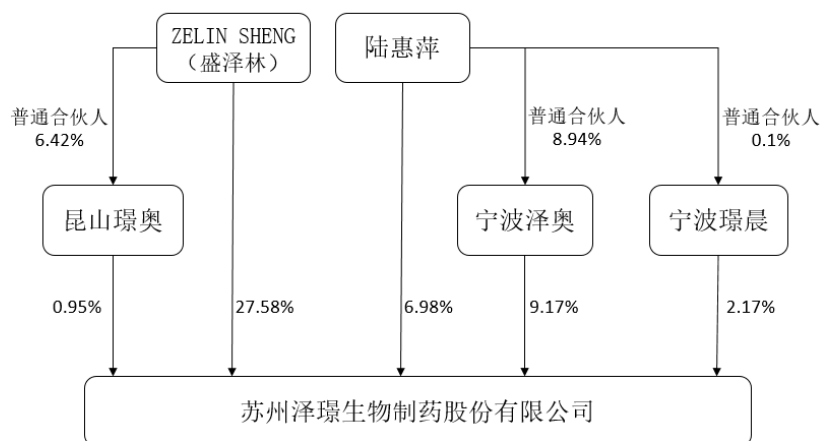 ZELIN SHENG
（盛泽林）
陆惠萍
普通合伙人
6.42%
普通合伙人
8.94%
普通合伙人
0.1%
昆山璟奥
宁波泽奥
宁波璟晨
0.95%
27.58%
6.98%
9.17%
2.17%
苏州泽璟生物制药股份有限公司